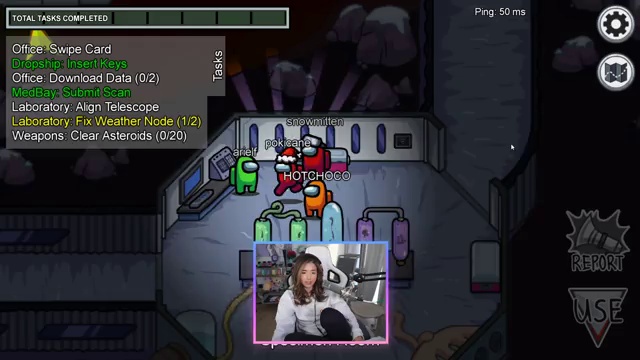 TOTAL TASKS COMPLETED
Ping: 50 ms
Office: Swipe Card
Dropship: Insert Keys
Office: Download Data (0/2)
MedBay: Submit Scan
Laboratory: Align Telescope
Laboratory: Fix Weather Node (1/2)
Weapons: Clear Asteroids (0/20)
Tasks
snowmitten
pokicane
arielf
HOTCHOCO
REPORT
USE